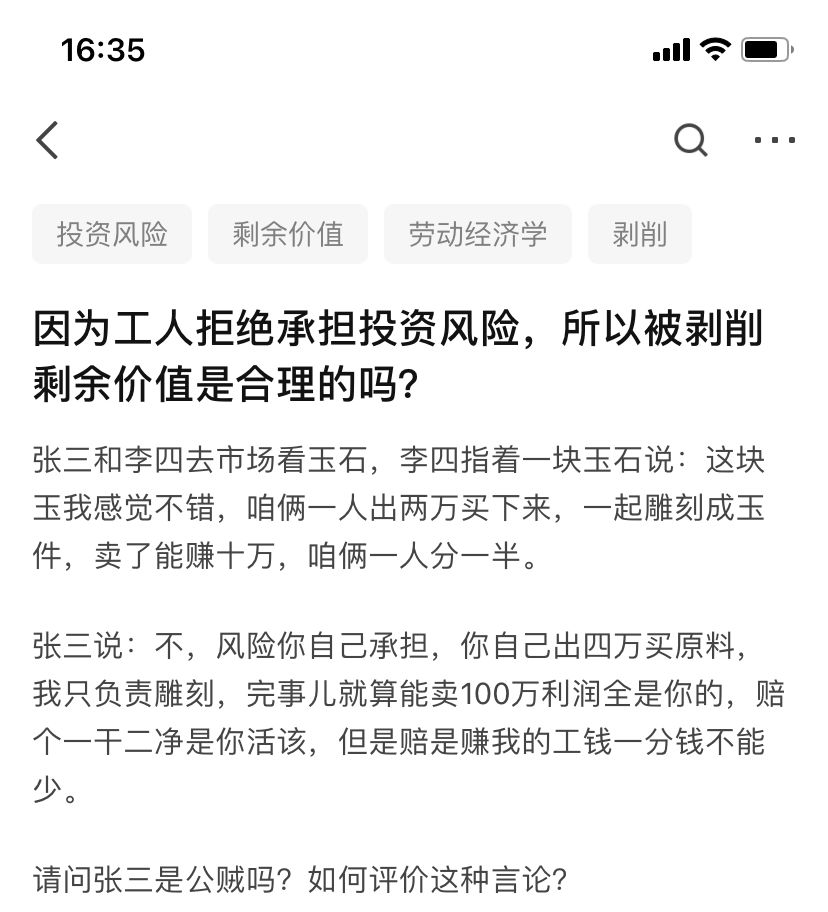 16:35
投资风险 剩余价值 劳动经济学 剥削
因为工人拒绝承担投资风险，所以被剥削
剩余价值是合理的吗？
张三和李四去市场看玉石，李四指着一块玉石说：这块
玉我感觉不错，咱俩一人出两万买下来，一起雕刻成玉
件，卖了能赚十万，咱俩一人分一半。
张三说：不，风险你自己承担，你自己出四万买原料，
我只负责雕刻，完事儿就算能卖100万利润全是你的，赔
个一干二净是你活该，但是赔是赚我的工钱一分钱不能
少。
请问张三是公贼吗？如何评价这种言论？